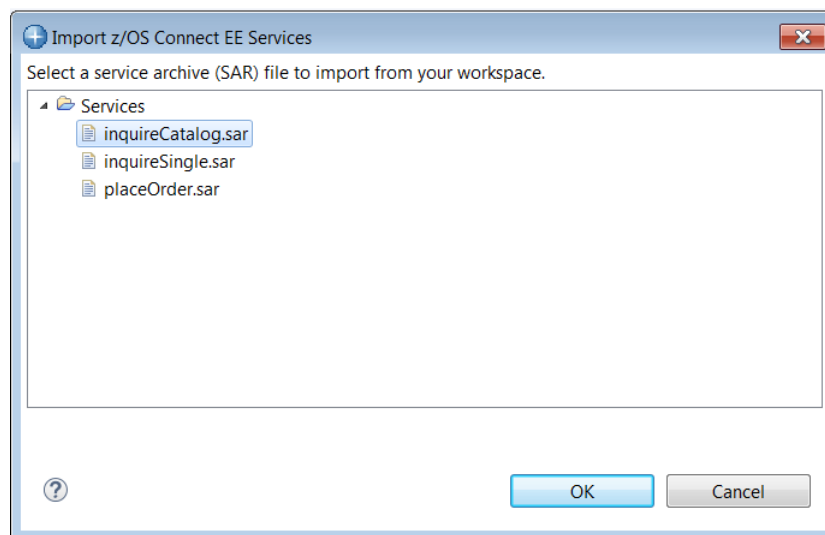 Import z/OS Connect EE Services
Select a service archive (SAR) file to import from your workspace.
Services
inquireCatalog.sar
inquireSingle.sar
placeOrder.sar
?
OK
Cancel